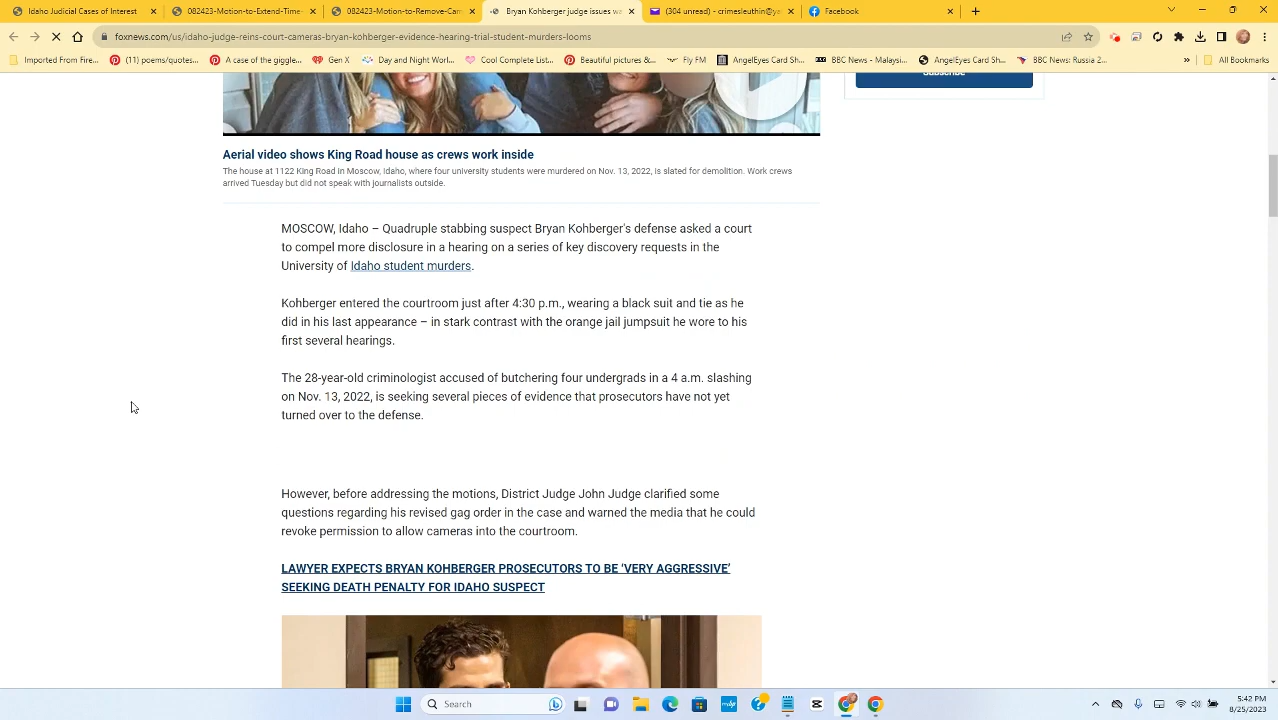 Judicial Cases of Interest
082423-Motion-to-Extend-Time-
082423+Motion+for+Cameras+in
Bryan Kohberger judge issues w
email - crimesleuthen@y
Facebook
foxnews.com/us/idaho-judge-reign-court-cameras-bryan-kohberger-evidence-hearing-trial-student-murders-looms
Imported From Fire...
(11) poems/quotes...
A case of the giggle...
Gen X
Day and Night Worl...
Complete Cute List...
Beautiful pictures &...
Fly FM
AngelEyes Card Sh...
BBC News - Malaysi...
AngelEyes Card Sh...
BBC News: Russia 2...
»
All Bookmarks
Subscribe
Aerial video shows King Road house as crews work inside
The house at 1122 King Road in Moscow, Idaho, where four university students were murdered on Nov. 13, 2022, is slated for demolition. Work crews
arrived Tuesday but did not speak with journalists outside.
MOSCOW, Idaho – Quadruple stabbing suspect Bryan Kohberger's defense asked a court
to compel more disclosure in a hearing on a series of key discovery requests in the
University of Idaho student murders.
Kohberger entered the courtroom just after 4:30 p.m., wearing a black suit and tie as he
did in his last appearance – in stark contrast with the orange jail jumpsuit he wore to his
first several hearings.
The 28-year-old criminologist accused of butchering four undergrads in a 4 a.m. slashing
on Nov. 13, 2022, is seeking several pieces of evidence that prosecutors have not yet
turned over to the defense.
However, before addressing the motions, District Judge John Judge clarified some
questions regarding his revised gag order in the case and warned the media that he could
revoke permission to allow cameras into the courtroom.
LAWYER EXPECTS BRYAN KOHBERGER PROSECUTORS TO BE ‘VERY AGGRESSIVE’
SEEKING DEATH PENALTY FOR IDAHO SUSPECT
Search
5:42 PM
8/25/2023